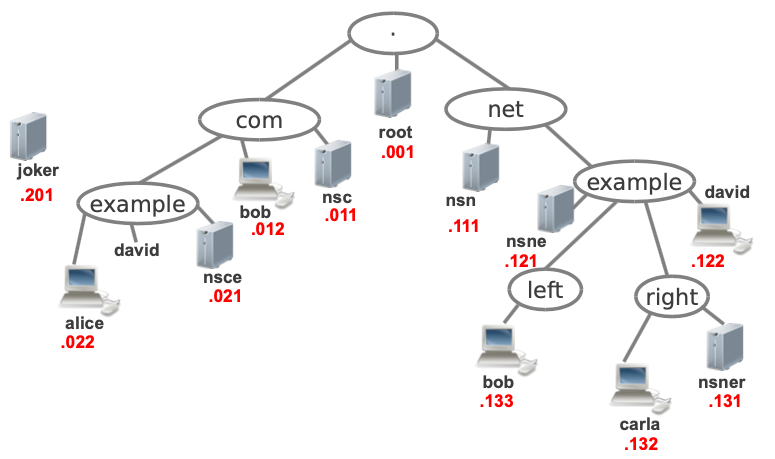 .
com
net
root
.001
joker
.201
example
bob
.012
nsc
.011
nsn
.111
example
david
.122
nsne
.121
david
nsce
.021
alice
.022
left
right
bob
.133
nsner
.131
carla
.132